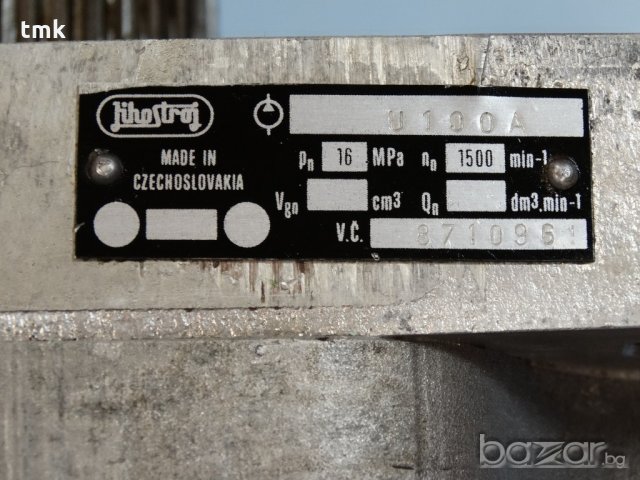 tmk
Jihostroj
U100A
MADE IN
CZECHOSLOVAKIA
pn 16 MPa nn 1500 min-1
Vgn cm3 Qn dm3.min-1
V.Č. 8710961
bazar.bg